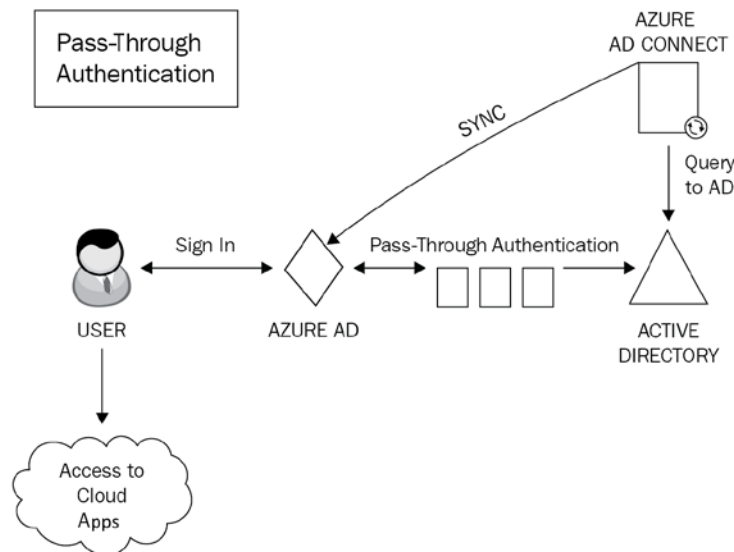 Pass-Through
Authentication
AZURE
AD CONNECT
SYNC
Query
to AD
Sign In
Pass-Through Authentication
USER
AZURE AD
ACTIVE
DIRECTORY
Access to
Cloud
Apps